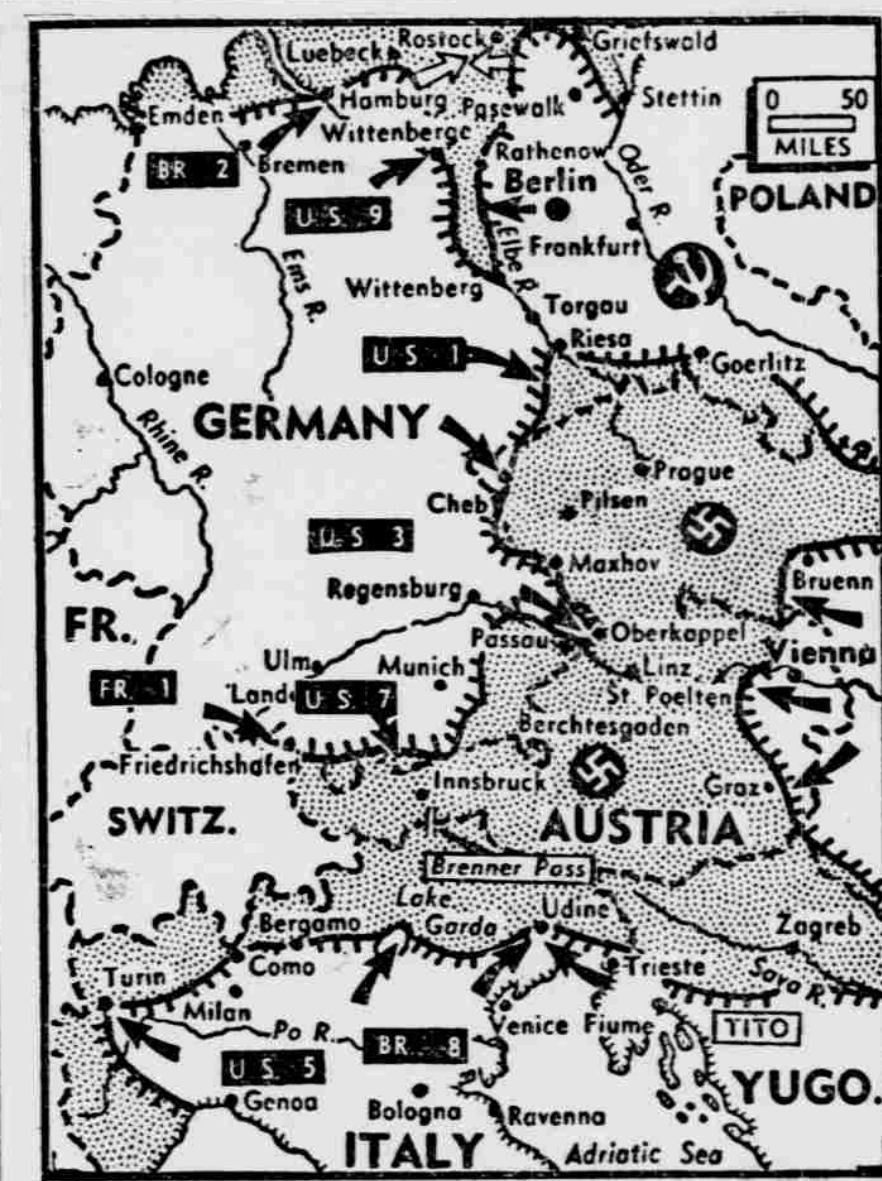 Rostock
Griefswald
Luebeck
Hamburg
Pasewalk
Stettin
0 50
MILES
Emden
Wittenberge
Rathenow
Oder R.
BR 2
Bremen
Berlin
POLAND
U. S. 9
Elbe R.
Frankfurt
Ems R.
Wittenberg
Torgau
U S 1
Riesa
Goerlitz
Cologne
GERMANY
Rhine R.
Prague
Cheb
Pilsen
U. S 3
Maxhov
Regensburg
Bruenn
FR.
Passau
Oberkappel
Ulm
Munich
Linz
Vienna
FR. 1
Land
U S. 7
St. Poelten
Berchtesgaden
Friedrichshafen
Innsbruck
Graz
SWITZ.
AUSTRIA
Brenner Pass
Lake
Garda
Udine
Bergamo
Zagreb
Turin
Como
Trieste
Sava R.
Milan
Po R.
Venice
Fiume
TITO
U S. 5
BR. 8
YUGO.
Genoa
Bologna
Ravenna
ITALY
Adriatic Sea